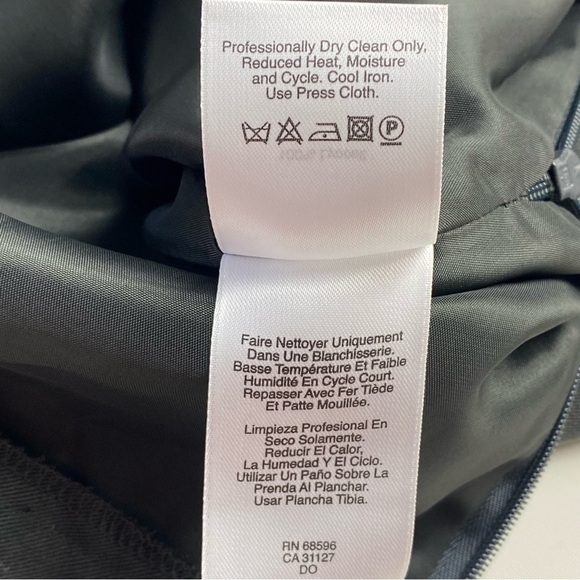 Professionally Dry Clean Only,
Reduced Heat, Moisture
and Cycle. Cool Iron.
Use Press Cloth.
P
Faire Nettoyer Uniquement
Dans Une Blanchisserie.
Basse Température Et Faible
Humidité En Cycle Court.
Repasser Avec Fer Tiède
Et Patte Mouillée.
Limpieza Profesional En
Seco Solamente.
Reducir El Calor,
La Humedad Y El Ciclo.
Utilizar Un Paño Sobre La
Prenda Al Planchar.
Usar Plancha Tibia.
RN 68596
CA 31127
DO